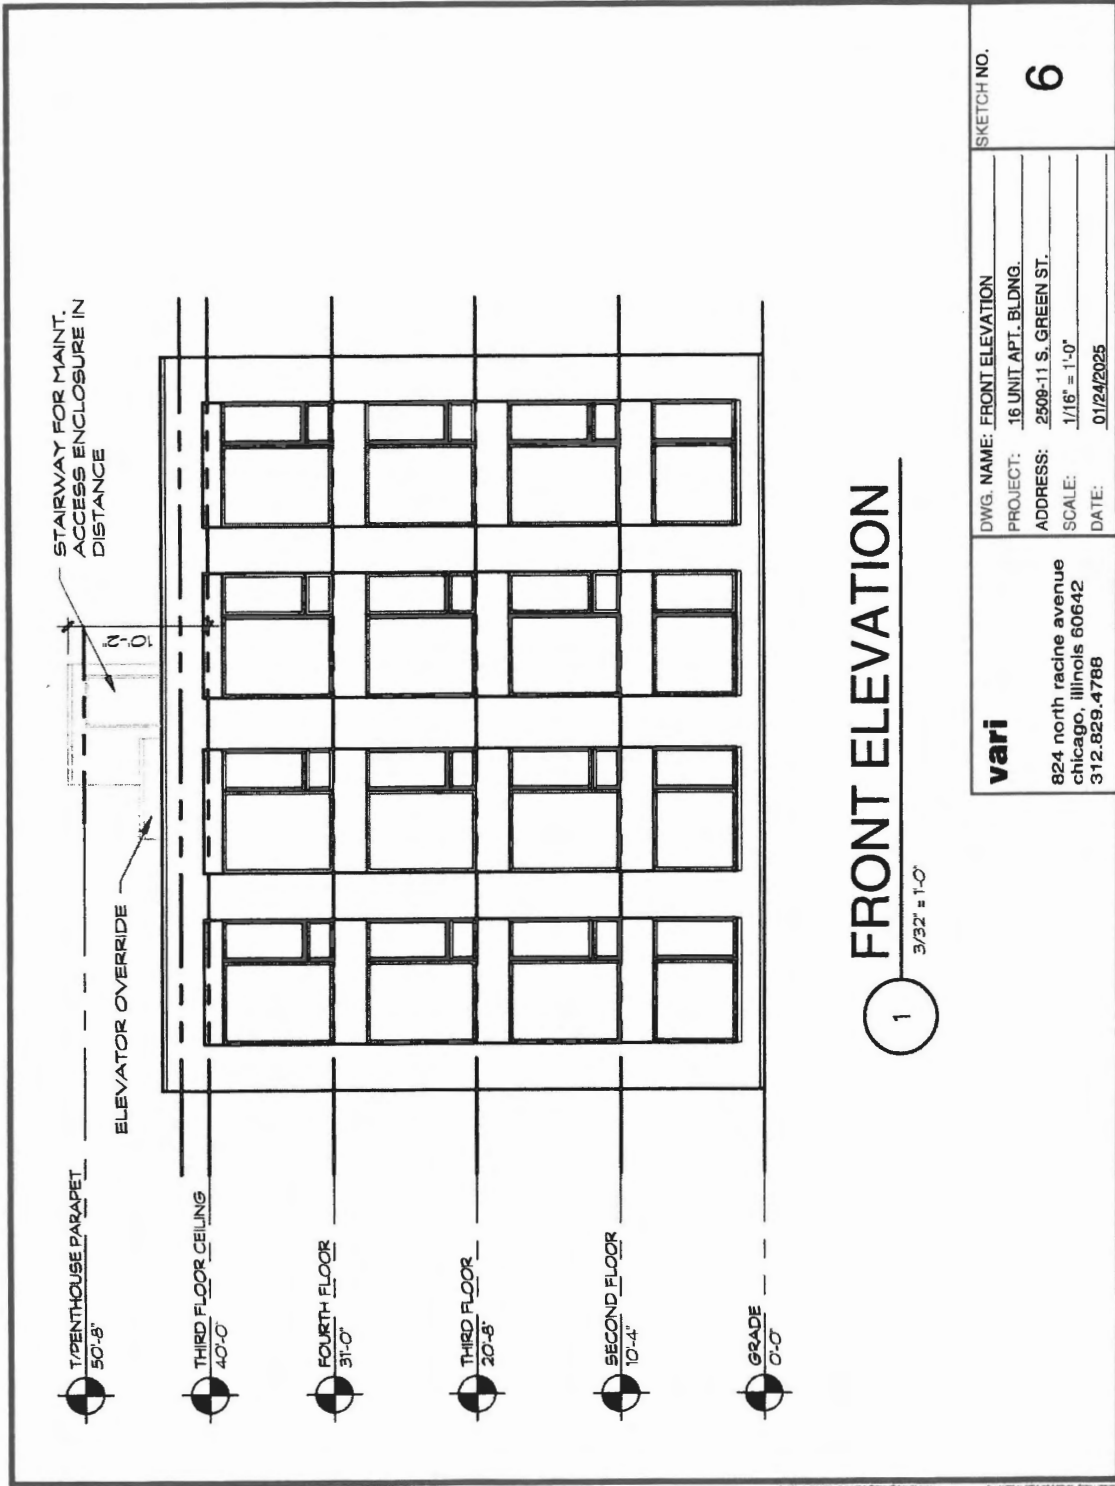 STAIRWAY FOR MAINT.
ACCESS ENCLOSURE IN
DISTANCE
10'-2"
ELEVATOR OVERRIDE
T/PENTHOUSE PARAPET
50'-8"
THIRD FLOOR CEILING
40'-0"
FOURTH FLOOR
31'-0"
THIRD FLOOR
20'-8"
SECOND FLOOR
10'-4"
GRADE
0'-0"
1
FRONT ELEVATION
3/32" = 1'-0"
vari
824 north racine avenue
chicago, illinois 60642
312.829.4788
DWG. NAME: FRONT ELEVATION
PROJECT: 16 UNIT APT. BLDNG.
ADDRESS: 2509-11 S. GREEN ST.
SCALE: 1/16" = 1'-0"
DATE: 01/24/2025
SKETCH NO.
6